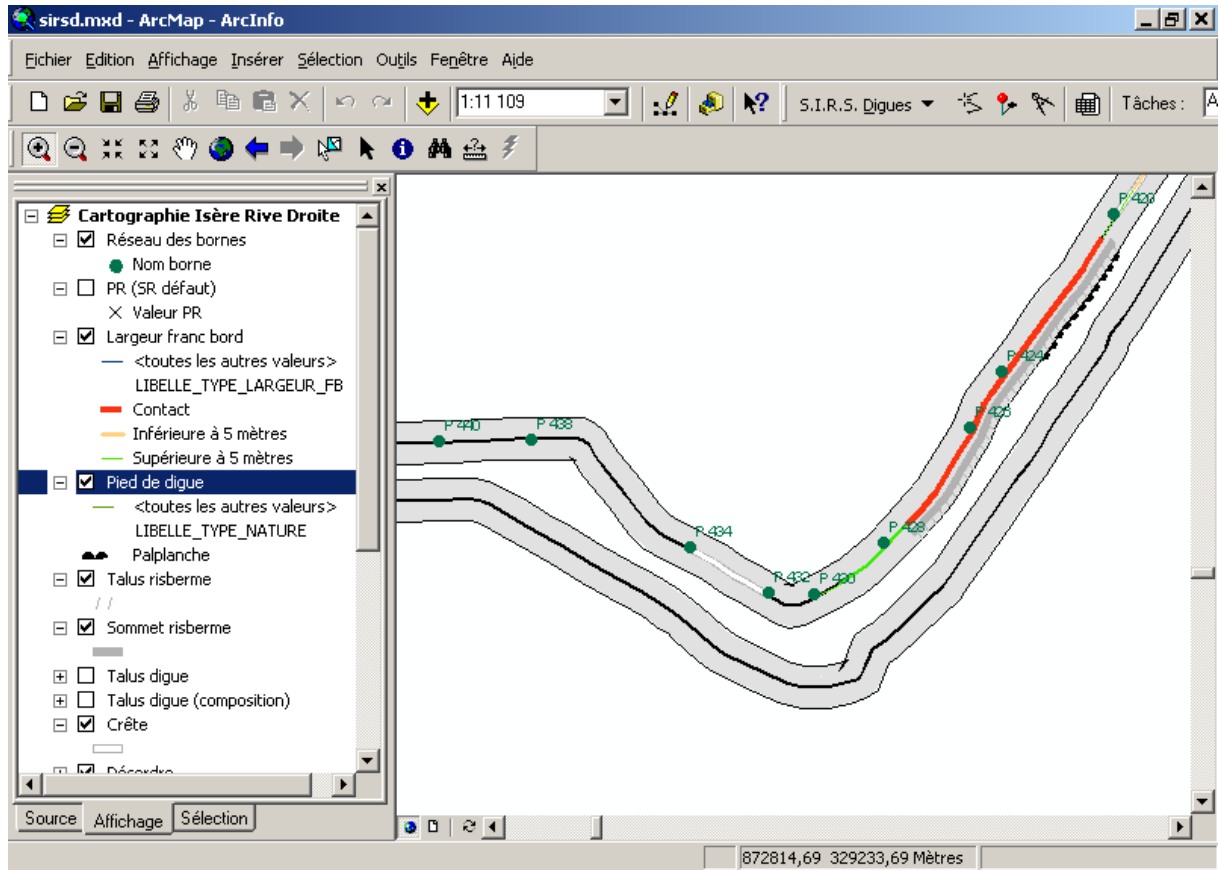 sirsd.mxd - ArcMap - ArcInfo
Fichier Edition Affichage Insérer Sélection Outils Fenêtre Aide
1:11 109
S.I.R.S. Digues
Tâches : A
Cartographie Isère Rive Droite
Réseau des bornes
Nom borne
PR (SR défaut)
Valeur PR
Largeur franc bord
<toutes les autres valeurs>
LIBELLE_TYPE_LARGEUR_FB
Contact
Inférieure à 5 mètres
Supérieure à 5 mètres
Pied de digue
<toutes les autres valeurs>
LIBELLE_TYPE_NATURE
Palplanche
Talus risberme
Sommet risberme
Talus digue
Talus digue (composition)
Crête
Désordre
Source Affichage Sélection
P 420
P 424
P 426
P 440
P 438
P 428
P 434
P 432
P 430
872814,69 329233,69 Mètres